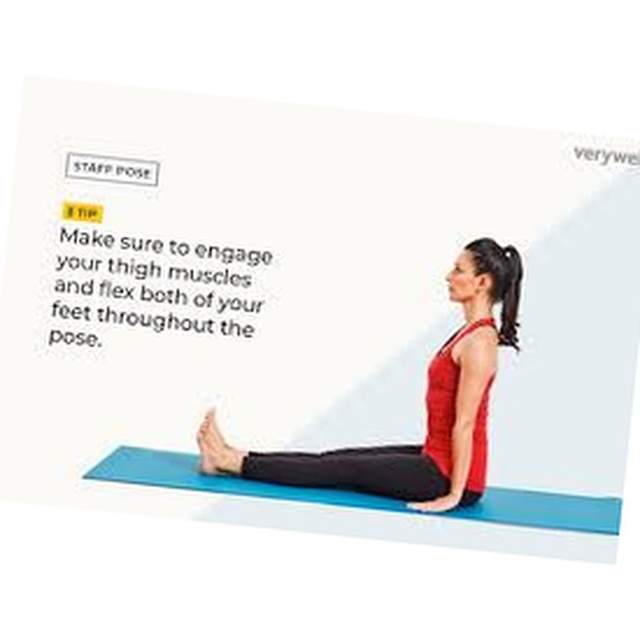 verywel
STAFF POSE
TIP
Make sure to engage
your thigh muscles
and flex both of your
feet throughout the
pose.